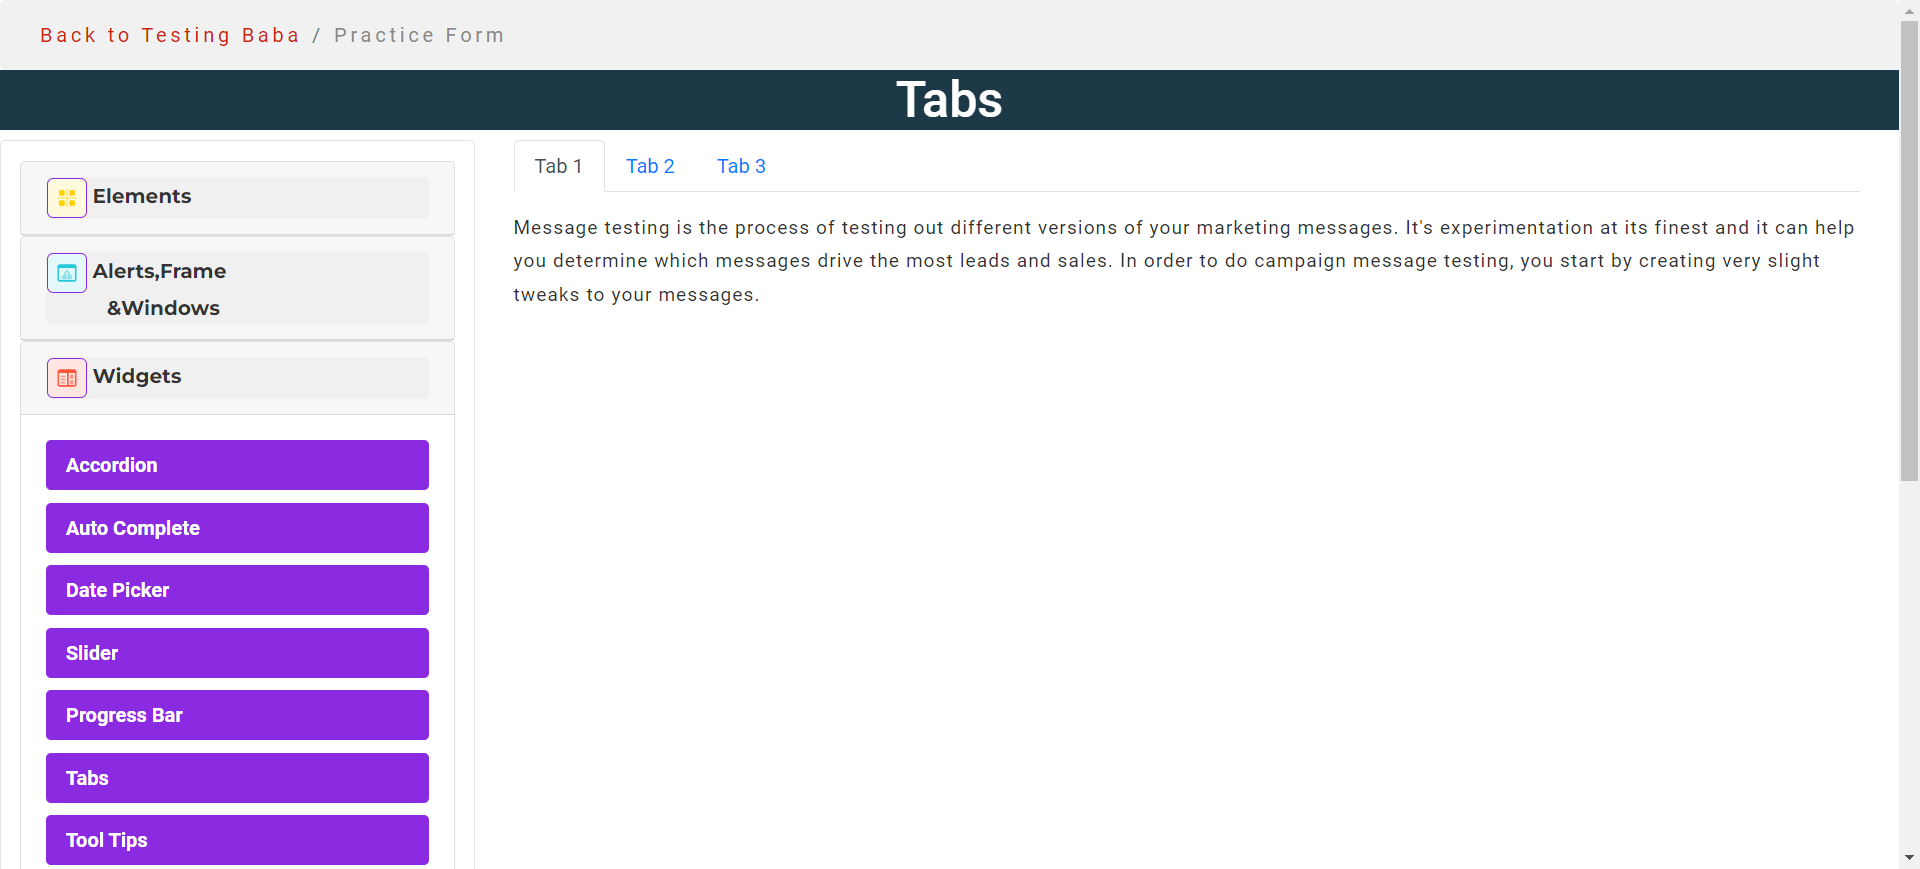 Back to Testing Baba / Practice Form
Tabs
Elements
Alerts,Frame
&Windows
Widgets
Accordion
Auto Complete
Date Picker
Slider
Progress Bar
Tabs
Tool Tips
Tab 1 Tab 2 Tab 3
Message testing is the process of testing out different versions of your marketing messages. It's experimentation at its finest and it can help
you determine which messages drive the most leads and sales. In order to do campaign message testing, you start by creating very slight
tweaks to your messages.